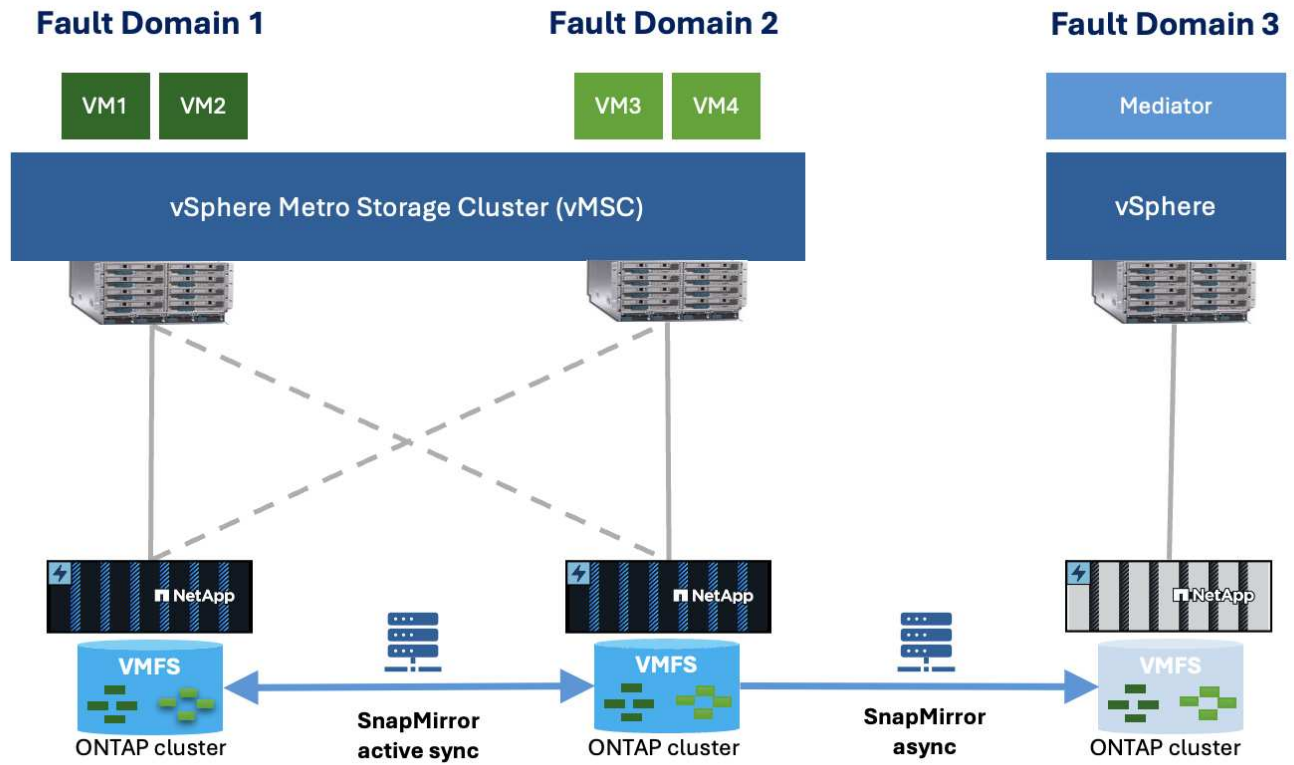 Fault Domain 1
Fault Domain 2
Fault Domain 3
VM1
VM2
VM3
VM4
Mediator
vSphere Metro Storage Cluster (vMSC)
vSphere
NetApp
NetApp
NetApp
VMFS
VMFS
VMFS
SnapMirror
active sync
SnapMirror
async
ONTAP cluster
ONTAP cluster
ONTAP cluster